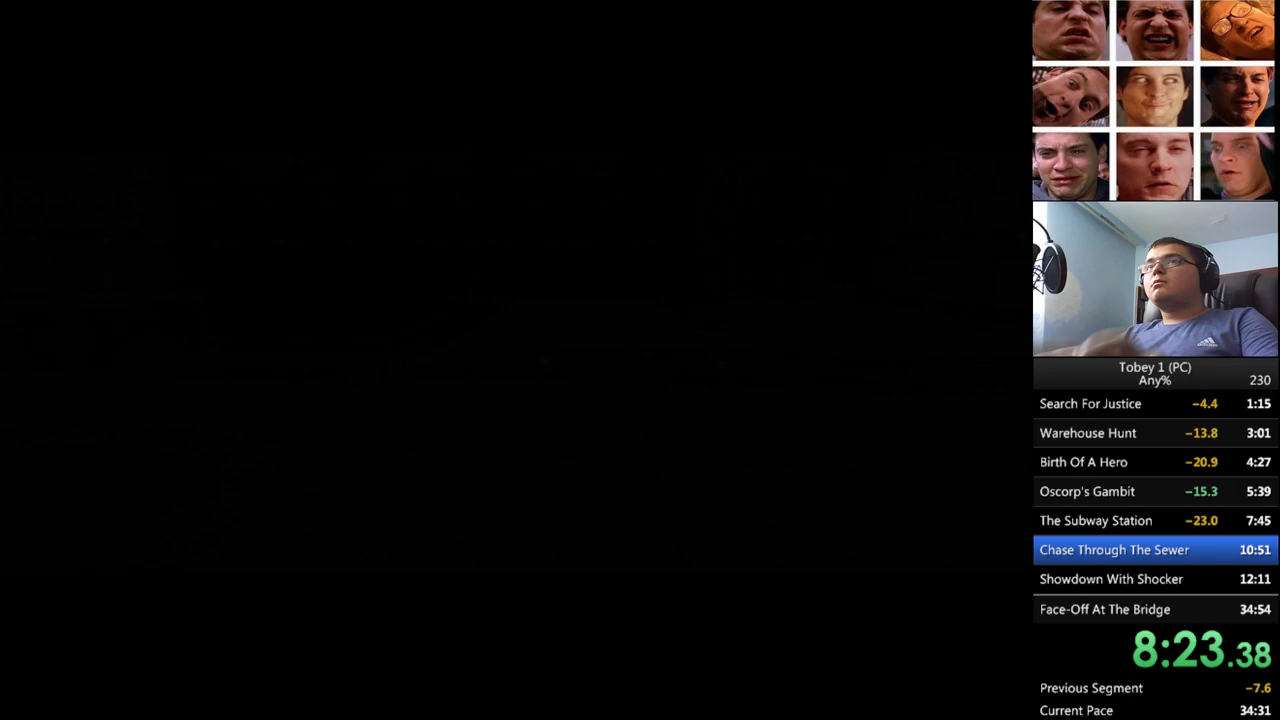 Tobey 1 (PC)
Any% 230
Search For Justice −4.4 1:15
Warehouse Hunt −13.8 3:01
Birth Of A Hero −20.9 4:27
Oscorp's Gambit −15.3 5:39
The Subway Station −23.0 7:45
Chase Through The Sewer 10:51
Showdown With Shocker 12:11
Face-Off At The Bridge 34:54
8:23.38
Previous Segment −7.6
Current Pace 34:31